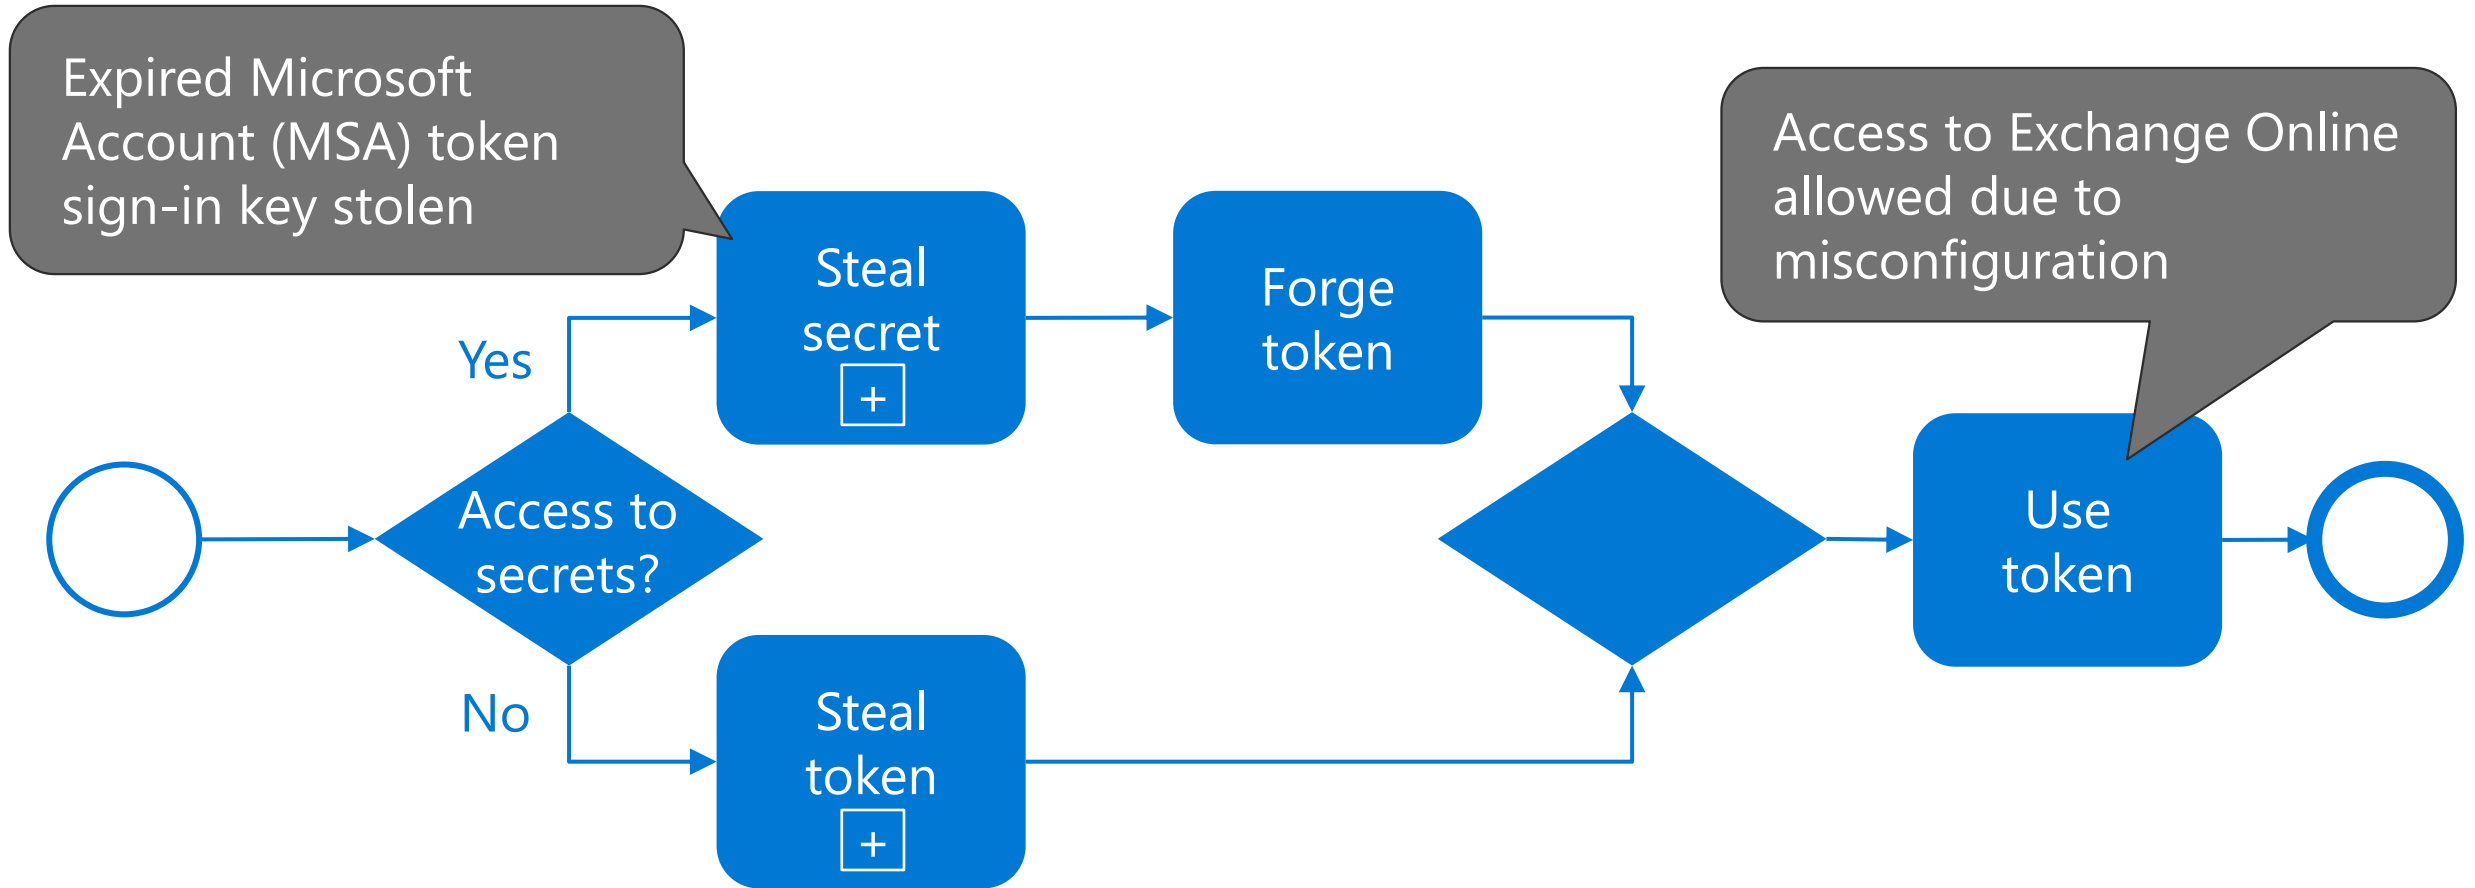 Expired Microsoft
Account (MSA) token
sign-in key stolen
Access to Exchange Online
allowed due to
misconfiguration
Steal
secret
+
Forge
token
Yes
Access to
secrets?
Use
token
No
Steal
token
+